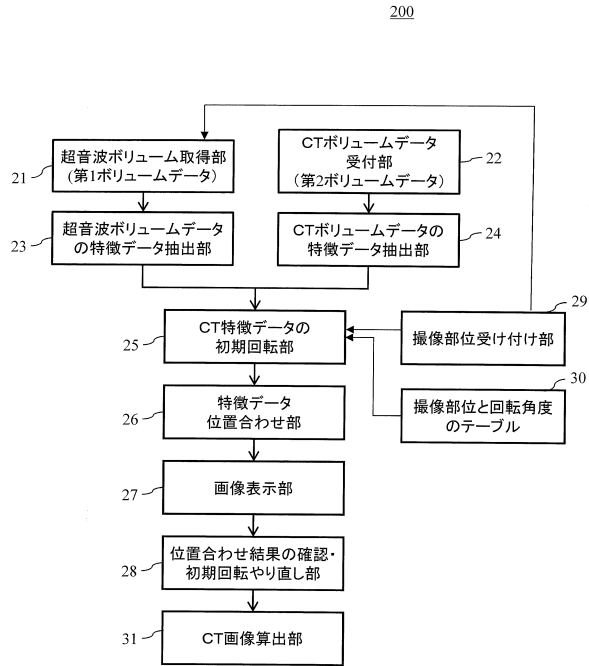 200
超音波ボリューム取得部
(第1ボリュームデータ)
21
CTボリュームデータ
受付部
(第2ボリュームデータ)
22
超音波ボリュームデータ
の特徴データ抽出部
23
CTボリュームデータの
特徴データ抽出部
24
CT特徴データの
初期回転部
25
撮像部位受け付け部
29
特徴データ
位置合わせ部
26
撮像部位と回転角度
のテーブル
30
画像表示部
27
位置合わせ結果の確認・
初期回転やり直し部
28
CT画像算出部
31